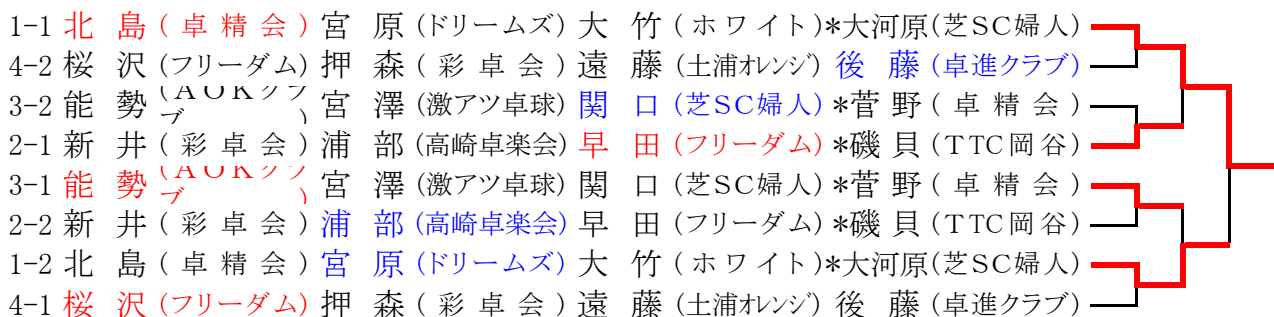 1-1 北 島 (卓精会) 宮 原 (ドリームズ) 大 竹 (ホワイト) *大河原 (芝SC婦人)
4-2 桜 沢 (フリーダム) 押 森 (彩卓会) 遠 藤 (土浦オレンジ) 後 藤 (卓進クラブ)
3-2 能 勢 (AOKクラブ) 宮 澤 (激アツ卓球) 関 口 (芝SC婦人) *菅 野 (卓精会)
2-1 新 井 (彩卓会) 浦 部 (高崎卓楽会) 早 田 (フリーダム) *磯 貝 (TTC岡谷)
3-1 能 勢 (AOKクラブ) 宮 澤 (激アツ卓球) 関 口 (芝SC婦人) *菅 野 (卓精会)
2-2 新 井 (彩卓会) 浦 部 (高崎卓楽会) 早 田 (フリーダム) *磯 貝 (TTC岡谷)
1-2 北 島 (卓精会) 宮 原 (ドリームズ) 大 竹 (ホワイト) *大河原 (芝SC婦人)
4-1 桜 沢 (フリーダム) 押 森 (彩卓会) 遠 藤 (土浦オレンジ) 後 藤 (卓進クラブ)